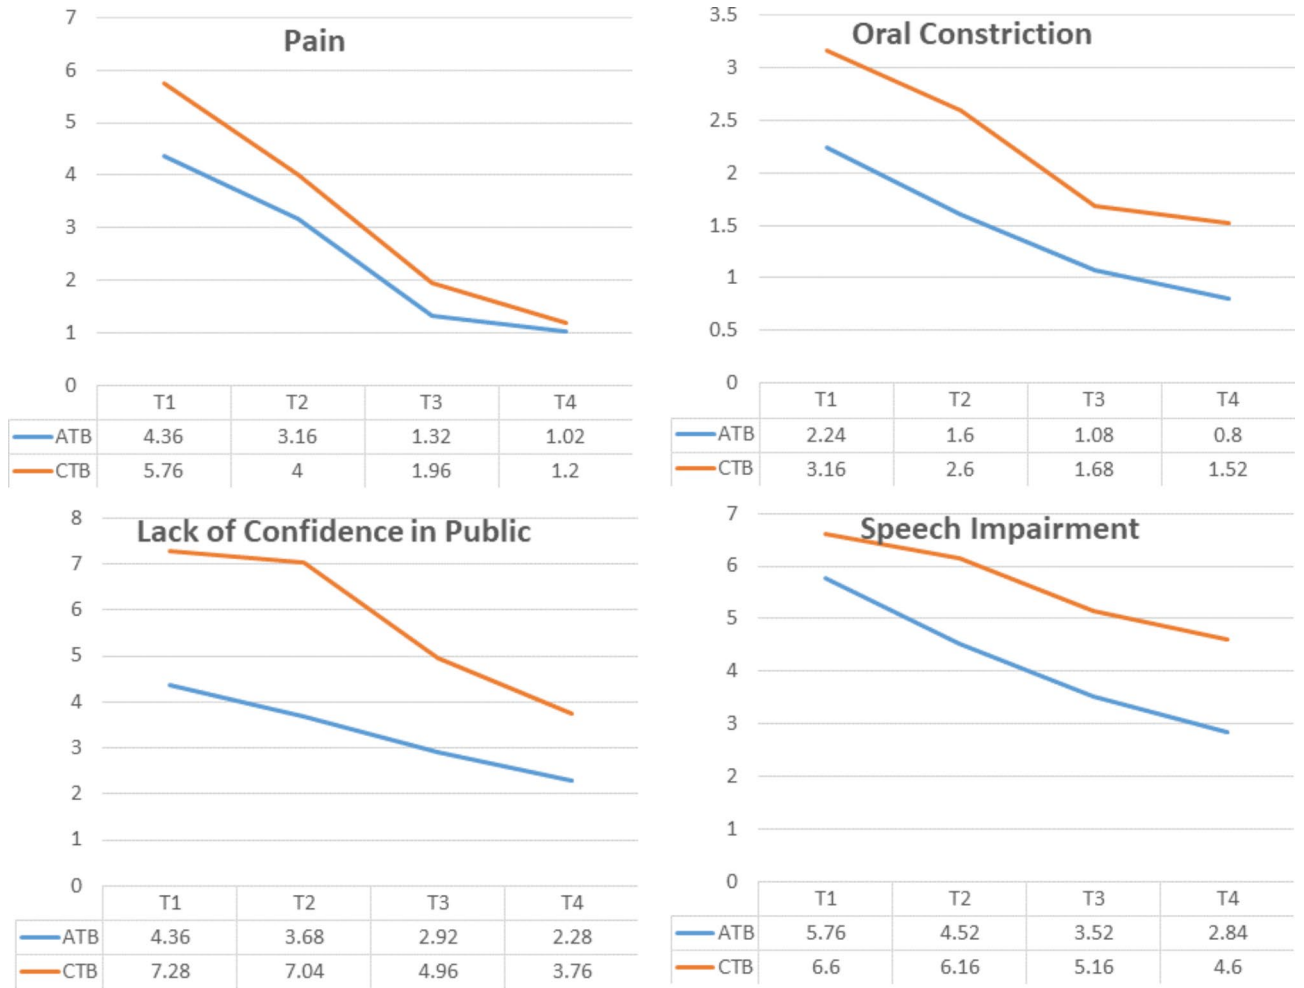 Pain
7
6
5
4
3
2
1
0
T1 T2 T3 T4
ATB 4.36 3.16 1.32 1.02
CTB 5.76 4 1.96 1.2
Oral Constriction
3.5
3
2.5
2
1.5
1
0.5
0
T1 T2 T3 T4
ATB 2.24 1.6 1.08 0.8
CTB 3.16 2.6 1.68 1.52
Lack of Confidence in Public
8
7
6
5
4
3
2
1
0
T1 T2 T3 T4
ATB 4.36 3.68 2.92 2.28
CTB 7.28 7.04 4.96 3.76
Speech Impairment
7
6
5
4
3
2
1
0
T1 T2 T3 T4
ATB 5.76 4.52 3.52 2.84
CTB 6.6 6.16 5.16 4.6